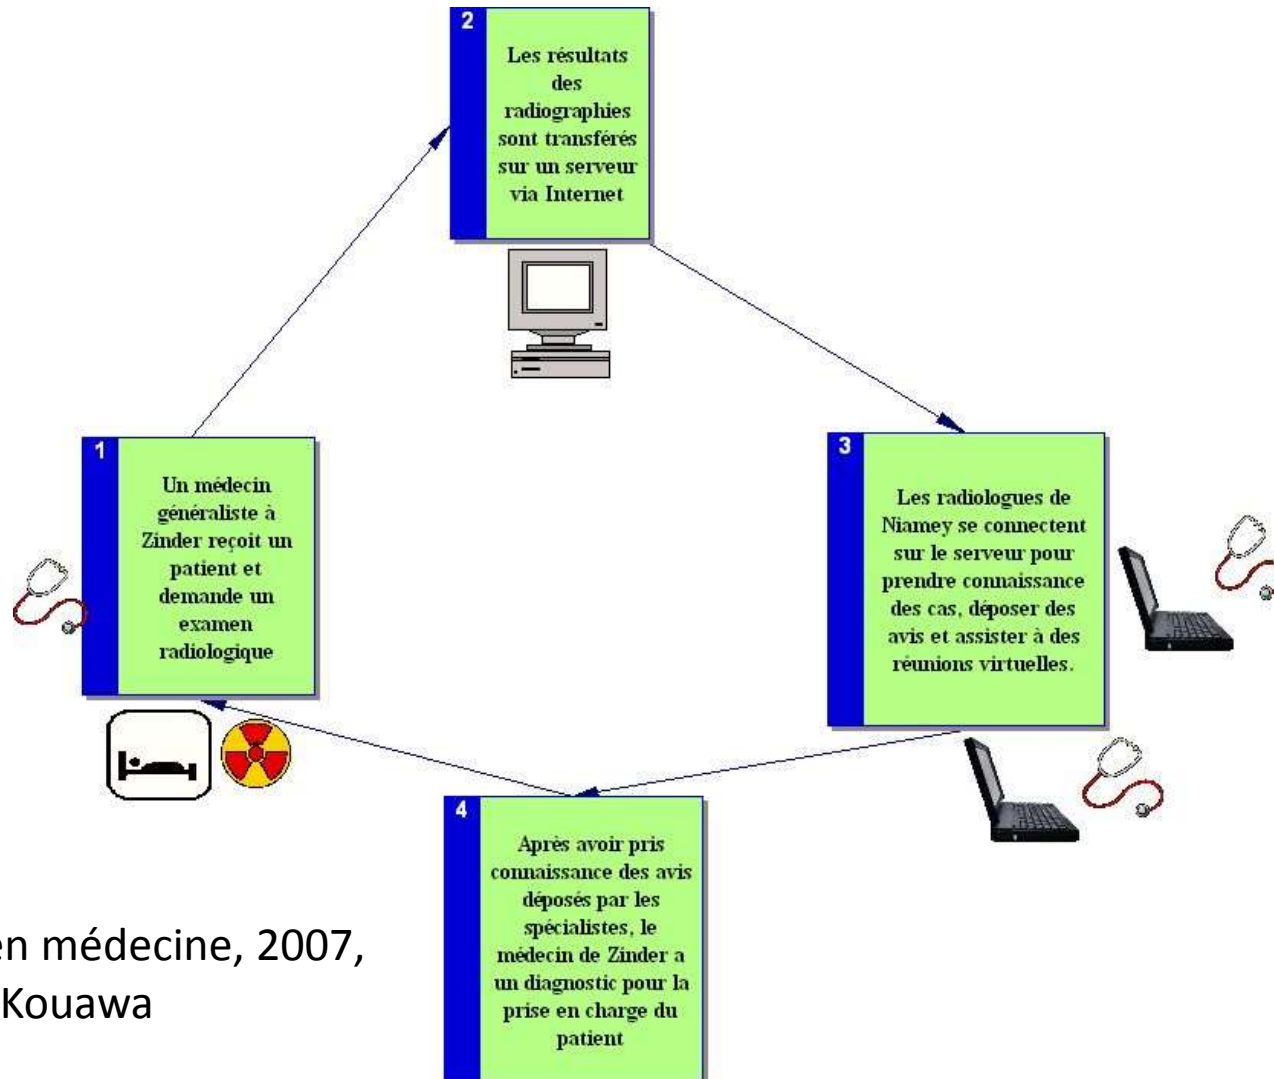 1
Un médecin
généraliste à
Zinder reçoit un
patient et
demande un
examen
radiologique
2
Les résultats
des
radiographies
sont transférés
sur un serveur
via Internet
3
Les radiologues de
Niamey se connectent
sur le serveur pour
prendre connaissance
des cas, déposer des
avis et assister à des
réunions virtuelles.
4
Après avoir pris
connaissance des avis
déposés par les
spécialistes, le
médecin de Zinder a
un diagnostic pour la
prise en charge du
patient
en médecine, 2007,
Kouawa